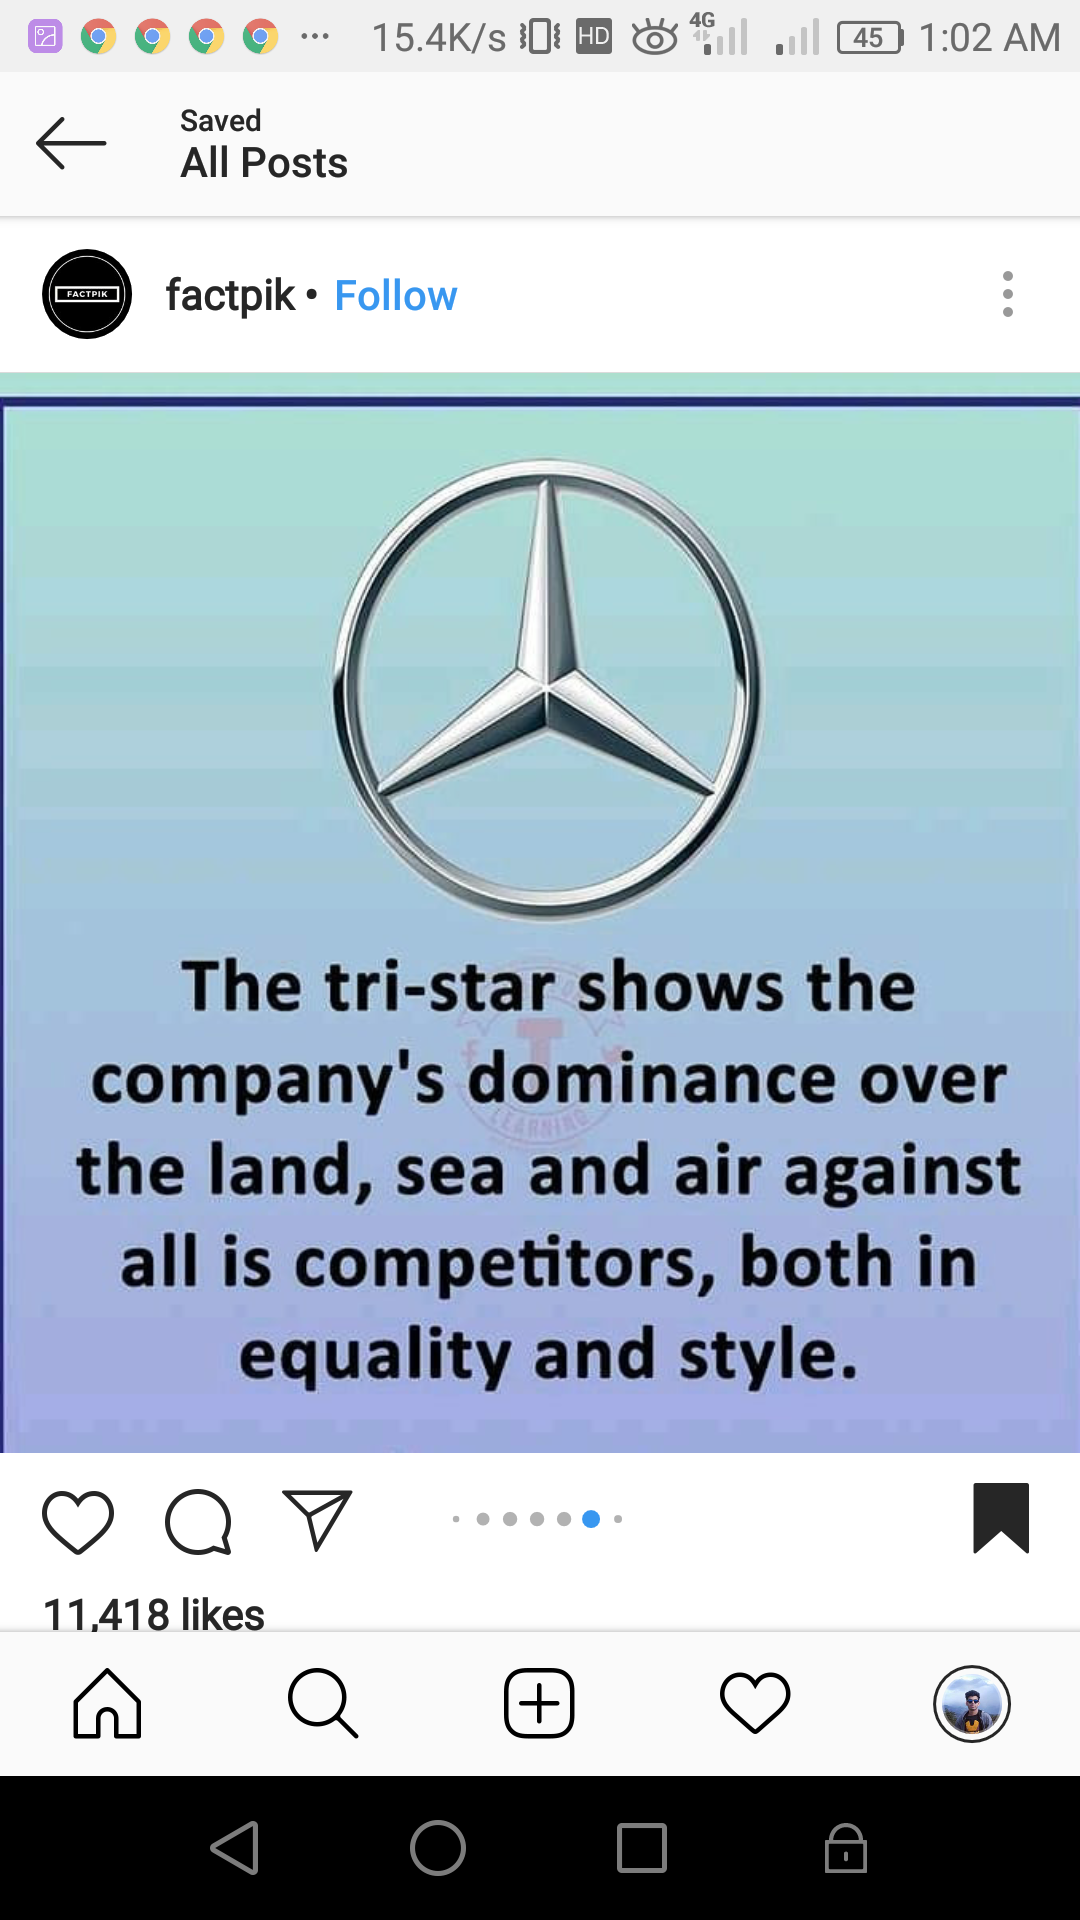 15.4K/s HD 4G 45 1:02 AM
Saved
All Posts
FACTPIK
factpik • Follow
The tri-star shows the
company's dominance over
the land, sea and air against
all is competitors, both in
equality and style.
T
LEARNING
11,418 likes